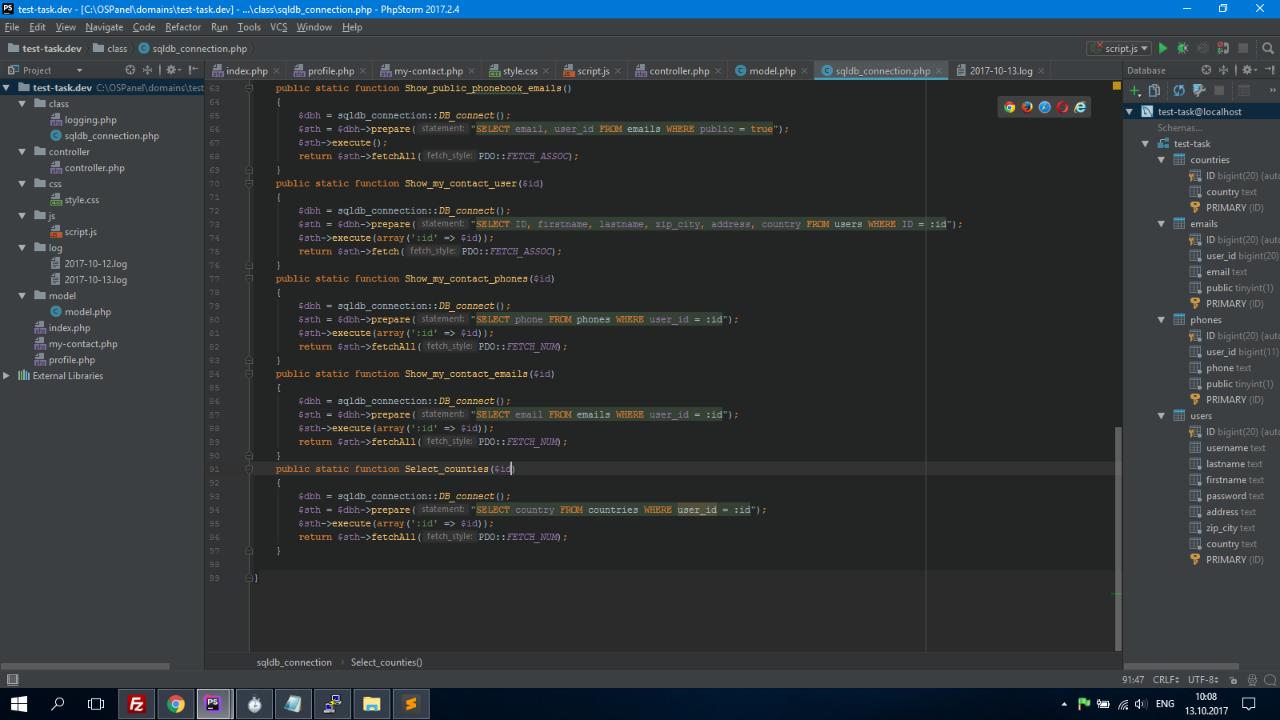 test-task.dev - [C:\OSPanel\domains\test-task.dev] - ...\class\sqldb_connection.php - PhpStorm 2017.2.4
File Edit View Navigate Code Refactor Run Tools VCS Window Help
test-task.dev class sqldb_connection.php script.js
Project index.php profile.php my-contact.php style.css script.js controller.php model.php sqldb_connection.php 2017-10-13.log Database
test-task.dev C:\OSPanel\domains\test
class
logging.php
sqldb_connection.php
controller
controller.php
css
style.css
js
script.js
log
2017-10-12.log
2017-10-13.log
model
model.php
index.php
my-contact.php
profile.php
External Libraries
63 public static function Show_public_phonebook_emails()
64 {
65 $dbh = sqldb_connection::DB_connect();
66 $sth = $dbh->prepare( statement: "SELECT email, user_id FROM emails WHERE public = true");
67 $sth->execute();
68 return $sth->fetchAll( fetch_style: PDO::FETCH_ASSOC);
69 }
70 public static function Show_my_contact_user($id)
71 {
72 $dbh = sqldb_connection::DB_connect();
73 $sth = $dbh->prepare( statement: "SELECT ID, firstname, lastname, zip_city, address, country FROM users WHERE ID = :id");
74 $sth->execute(array(':id' => $id));
75 return $sth->fetch( fetch_style: PDO::FETCH_ASSOC);
76 }
77 public static function Show_my_contact_phones($id)
78 {
79 $dbh = sqldb_connection::DB_connect();
80 $sth = $dbh->prepare( statement: "SELECT phone FROM phones WHERE user_id = :id");
81 $sth->execute(array(':id' => $id));
82 return $sth->fetchAll( fetch_style: PDO::FETCH_NUM);
83 }
84 public static function Show_my_contact_emails($id)
85 {
86 $dbh = sqldb_connection::DB_connect();
87 $sth = $dbh->prepare( statement: "SELECT email FROM emails WHERE user_id = :id");
88 $sth->execute(array(':id' => $id));
89 return $sth->fetchAll( fetch_style: PDO::FETCH_NUM);
90 }
91 public static function Select_counties($id)
92 {
93 $dbh = sqldb_connection::DB_connect();
94 $sth = $dbh->prepare( statement: "SELECT country FROM countries WHERE user_id = :id");
95 $sth->execute(array(':id' => $id));
96 return $sth->fetchAll( fetch_style: PDO::FETCH_NUM);
97 }
98
99 }
test-task@localhost
Schemas...
test-task
countries
ID bigint(20) (auto
country text
PRIMARY (ID)
emails
ID bigint(20) (auto
user_id bigint(20)
email text
public tinyint(1)
PRIMARY (ID)
phones
ID bigint(20) (auto
user_id bigint(11)
phone text
public tinyint(1)
PRIMARY (ID)
users
ID bigint(20) (auto
username text
lastname text
firstname text
password text
address text
zip_city text
country text
PRIMARY (ID)
sqldb_connection Select_counties()
91:47 CRLF UTF-8
ENG 10:08
13.10.2017